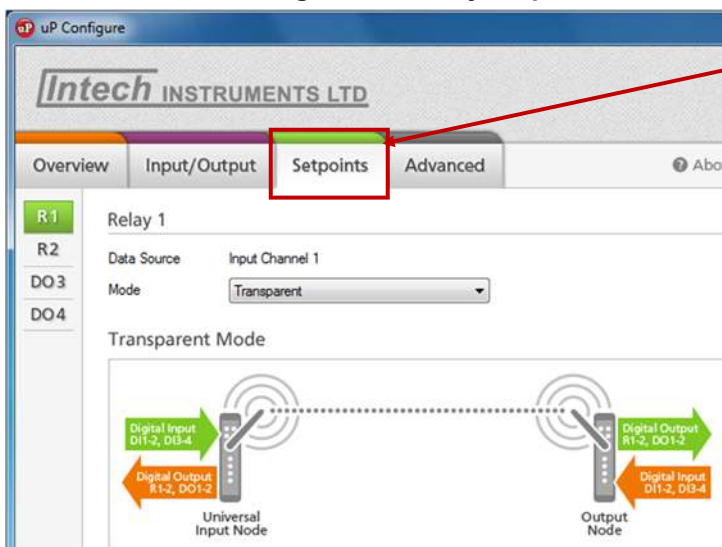 uP Configure
Intech INSTRUMENTS LTD
Overview Input/Output Setpoints Advanced
R1 Relay 1
R2 Data Source Input Channel 1
DO3 Mode Transparent
DO4
Transparent Mode
Digital Input
DI1-2, DI3-4
Digital Output
R1-2, DO1-2
Universal
Input Node
Digital Output
R1-2, DO1-2
Digital Input
DI1-2, DI3-4
Output
Node